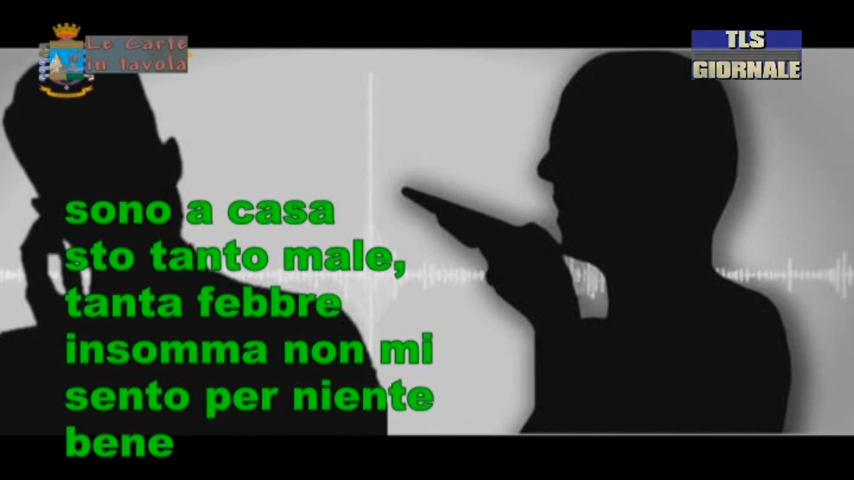 Le Carte
in tavola
TLS
GIORNALE
sono a casa
sto tanto male,
tanta febbre
insomma non mi
sento per niente
bene